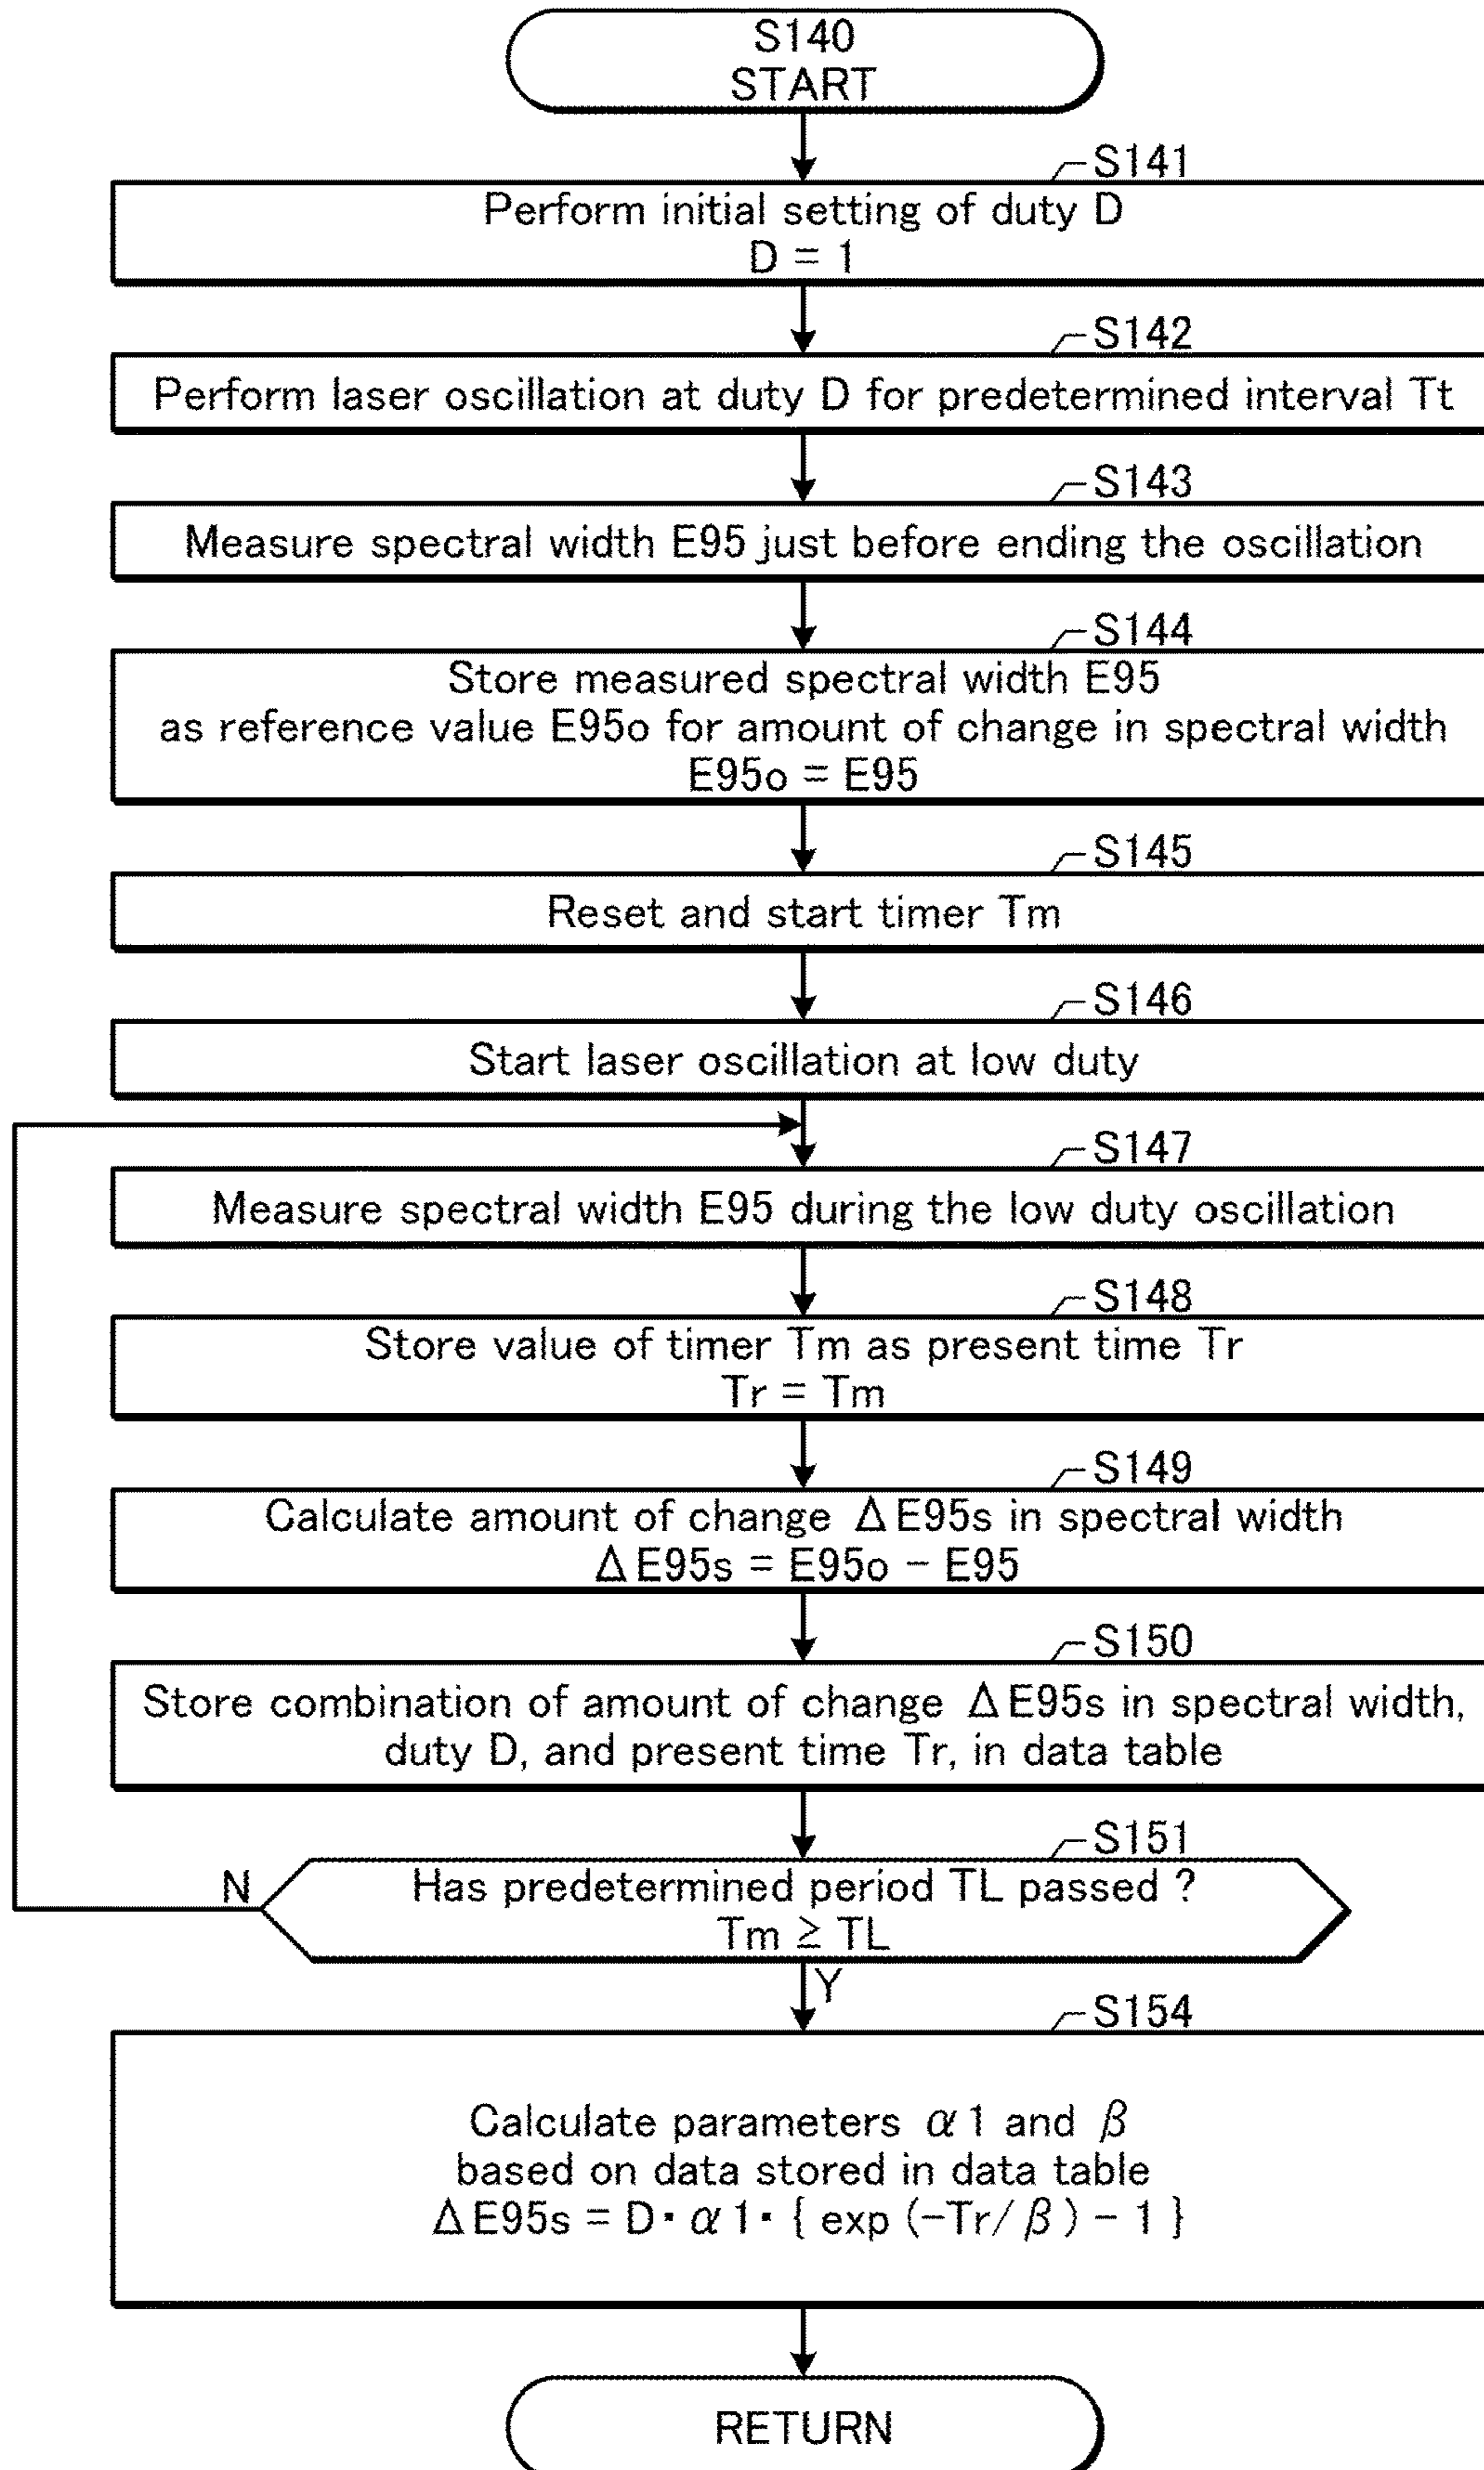 S140
START
S141
Perform initial setting of duty D
D = 1
S142
Perform laser oscillation at duty D for predetermined interval Tt
S143
Measure spectral width E95 just before ending the oscillation
S144
Store measured spectral width E95
as reference value E95o for amount of change in spectral width
E95o = E95
S145
Reset and start timer Tm
S146
Start laser oscillation at low duty
S147
Measure spectral width E95 during the low duty oscillation
S148
Store value of timer Tm as present time Tr
Tr = Tm
S149
Calculate amount of change ΔE95s in spectral width
ΔE95s = E95o − E95
S150
Store combination of amount of change ΔE95s in spectral width,
duty D, and present time Tr, in data table
S151
N
Has predetermined period TL passed ?
Tm ≥ TL
Y
S154
Calculate parameters α1 and β
based on data stored in data table
ΔE95s = D・α1・{ exp (-Tr/β) − 1 }
RETURN